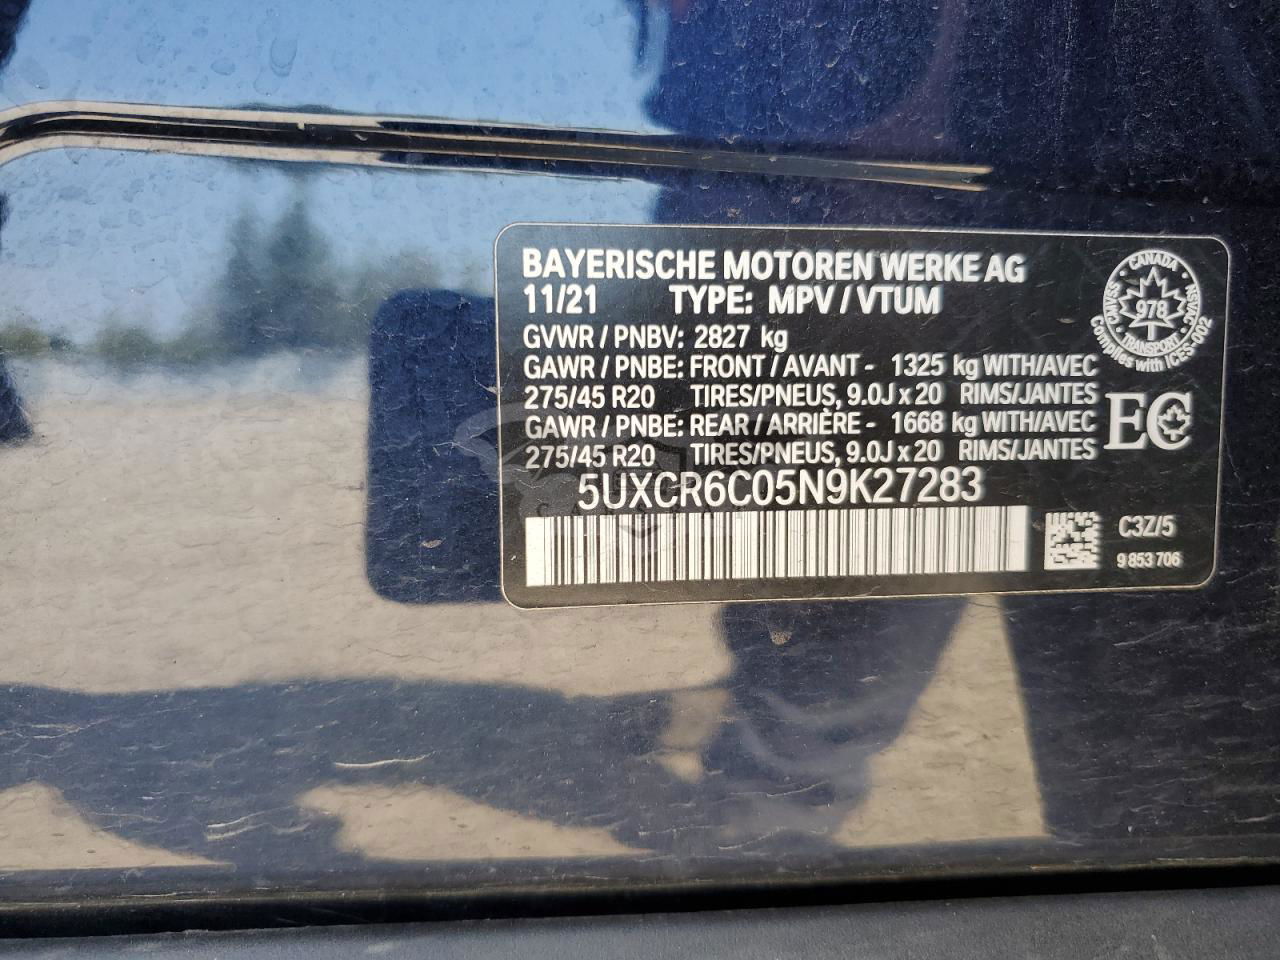 BAYERISCHE MOTOREN WERKE AG
11/21 TYPE: MPV / VTUM
GVWR / PNBV: 2827 kg
GAWR / PNBE: FRONT / AVANT - 1325 kg WITH/AVEC
275/45 R20 TIRES/PNEUS, 9.0J x 20 RIMS/JANTES
GAWR / PNBE: REAR / ARRIÈRE - 1668 kg WITH/AVEC
275/45 R20 TIRES/PNEUS, 9.0J x 20 RIMS/JANTES
5UXCR6C05N9K27283
CANADA
CMVSS
978
NSVAC
TRANSPORT
Complies with ICES-002
EC
C3Z/5
9 853 706